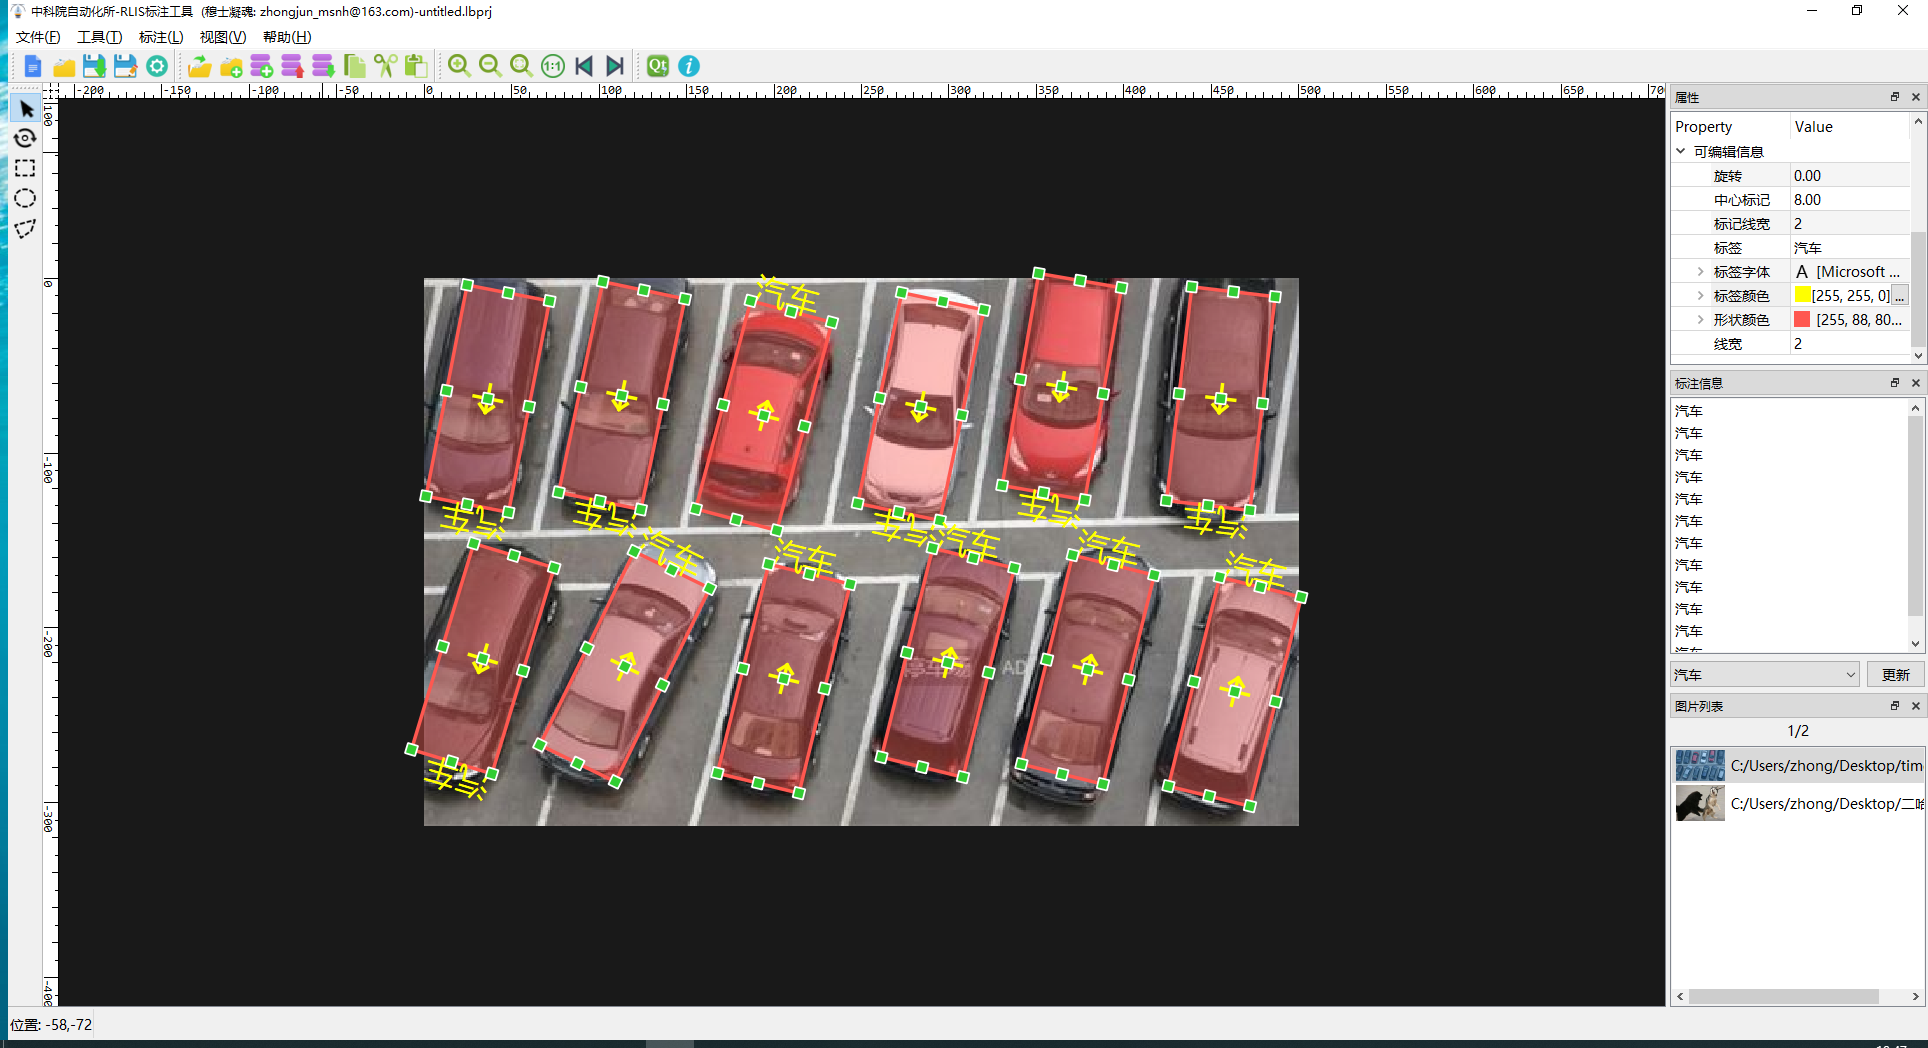 中科院自动化所-RLIS标注工具 (穆士凝魂: zhongjun_msnh@163.com)-untitled.lbprj
文件(F) 工具(T) 标注(L) 视图(V) 帮助(H)
1:1 Qt i
-200 -150 -100 -50 0 50 100 150 200 250 300 350 400 450 500 550 600 650 700
-100
0
-100
-200
-300
-400
汽车
汽车 汽车 汽车 汽车 汽车
汽车 汽车 汽车 汽车 汽车
停车场 AD
汽车
属性
Property Value
可编辑信息
旋转 0.00
中心标记 8.00
标记线宽 2
标签 汽车
标签字体 A [Microsoft ...
标签颜色 [255, 255, 0] ...
形状颜色 [255, 88, 80...
线宽 2
标注信息
汽车
汽车
汽车
汽车
汽车
汽车
汽车
汽车
汽车
汽车
汽车
汽车 更新
图片列表
1/2
C:/Users/zhong/Desktop/tim
C:/Users/zhong/Desktop/二哈
位置: -58,-72